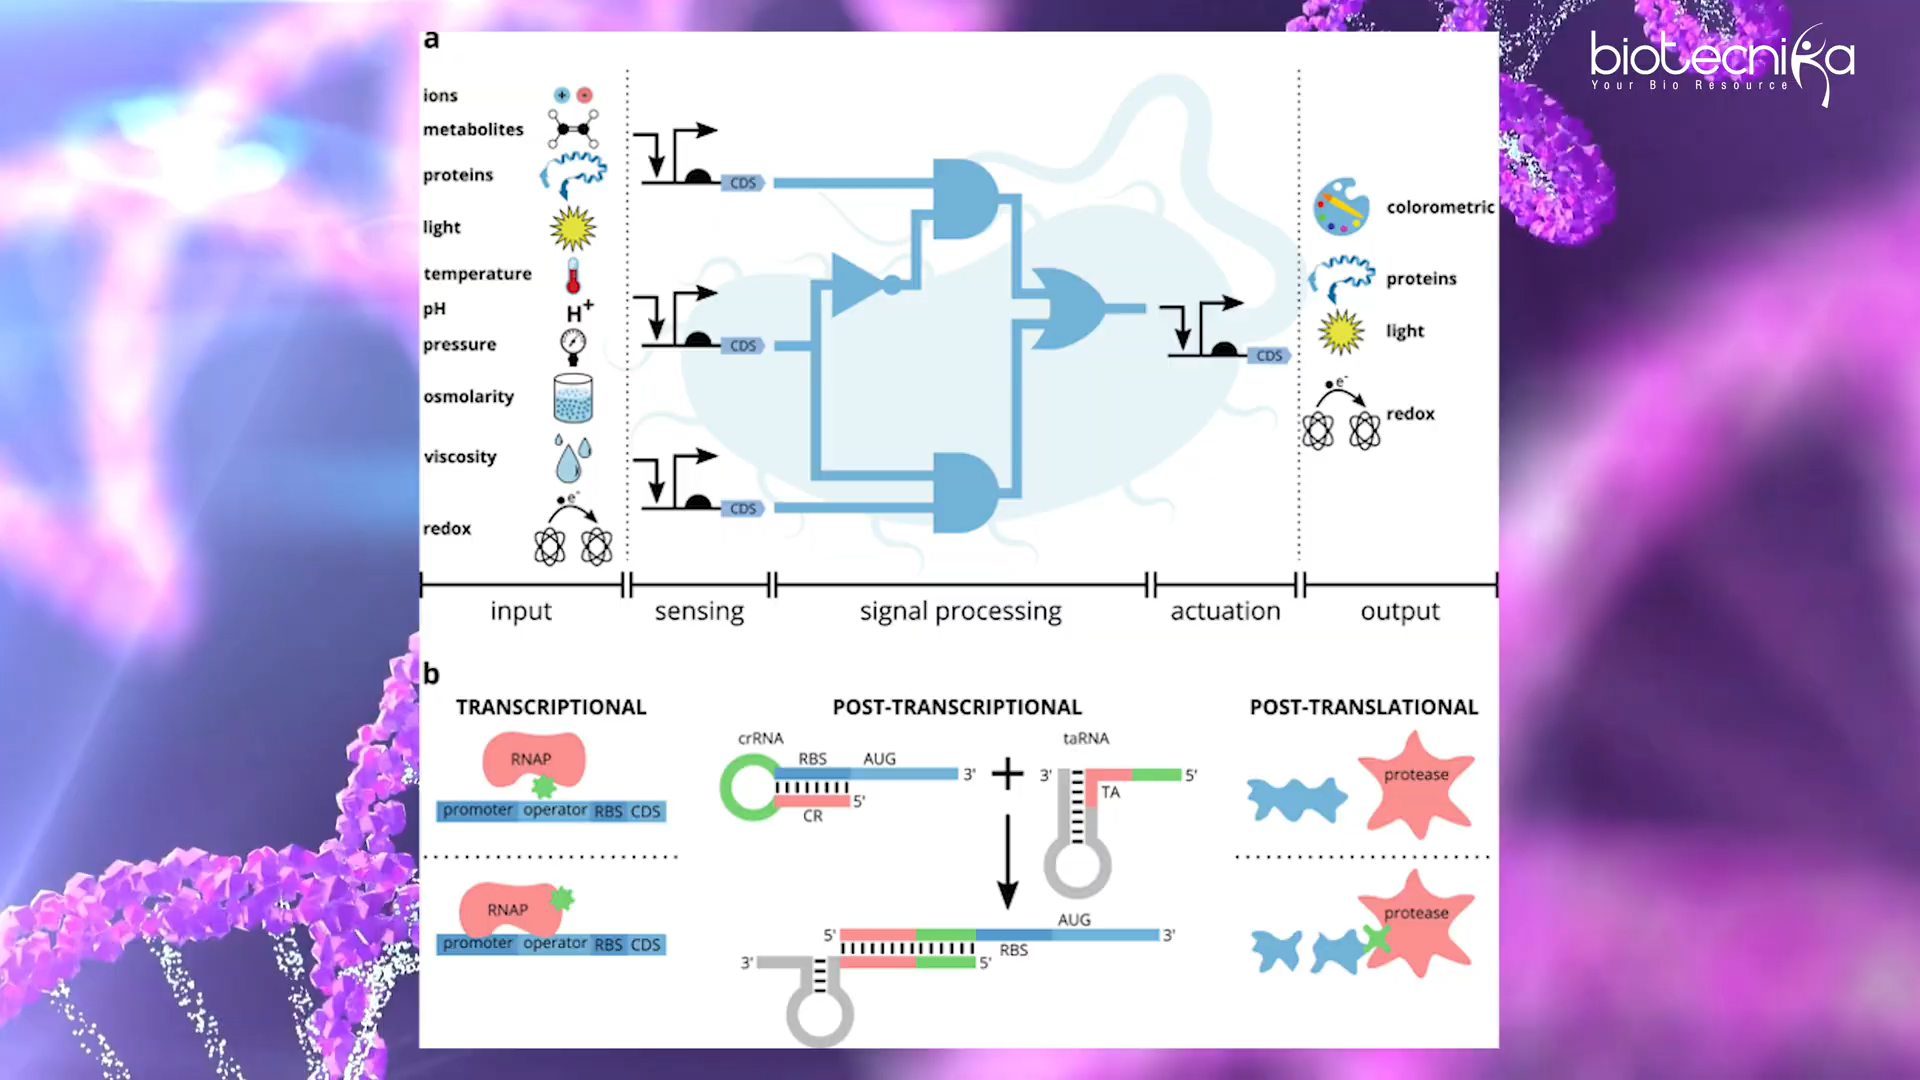 biotecnika
Your Bio Resource
a
ions
metabolites
proteins
light
temperature
pH
H+
pressure
osmolarity
viscosity
e-
redox
CDS
CDS
CDS
CDS
colorometric
proteins
light
e-
redox
input
sensing
signal processing
actuation
output
b
TRANSCRIPTIONAL
RNAP
promoter operator RBS CDS
RNAP
promoter operator RBS CDS
POST-TRANSCRIPTIONAL
crRNA
RBS AUG
3'
5'
CR
+
taRNA
3'
5'
TA
AUG
5'
3'
RBS
3'
5'
POST-TRANSLATIONAL
protease
protease